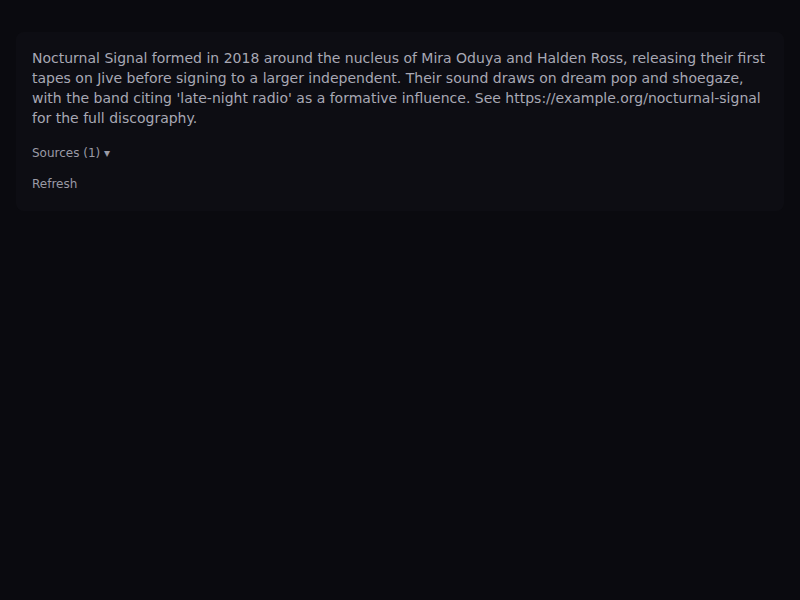 Nocturnal Signal formed in 2018 around the nucleus of Mira Oduya and Halden Ross, releasing their first
tapes on Jive before signing to a larger independent. Their sound draws on dream pop and shoegaze,
with the band citing 'late-night radio' as a formative influence. See https://example.org/nocturnal-signal
for the full discography.
Sources (1) ▾
Refresh